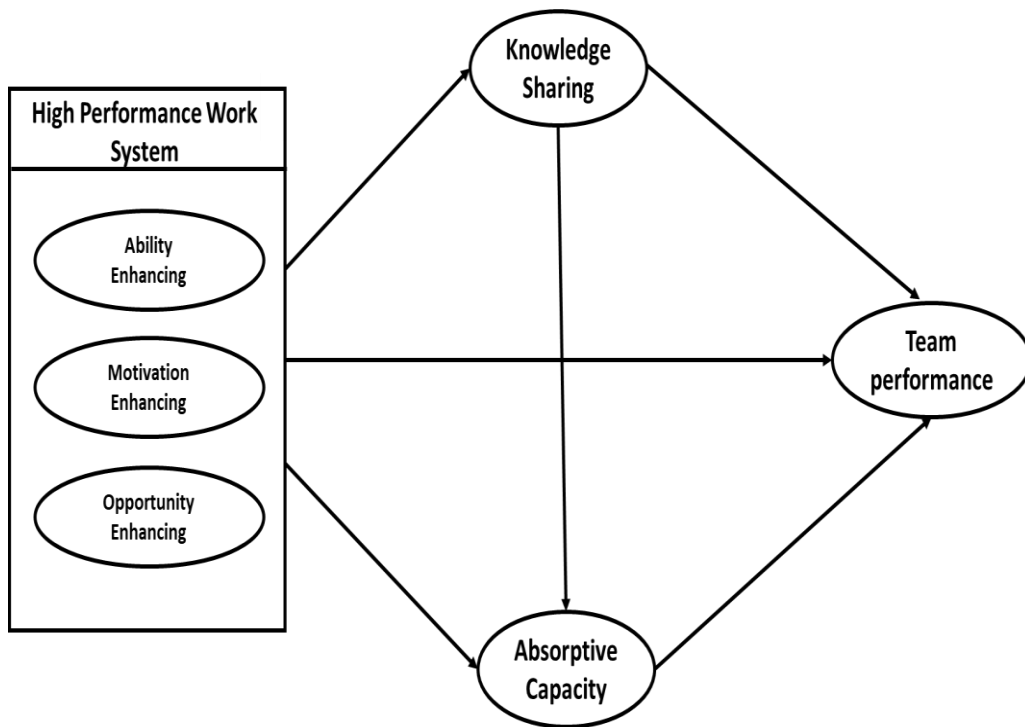 Knowledge
Sharing
High Performance Work
System
Ability
Enhancing
Motivation
Enhancing
Opportunity
Enhancing
Team
performance
Absorptive
Capacity